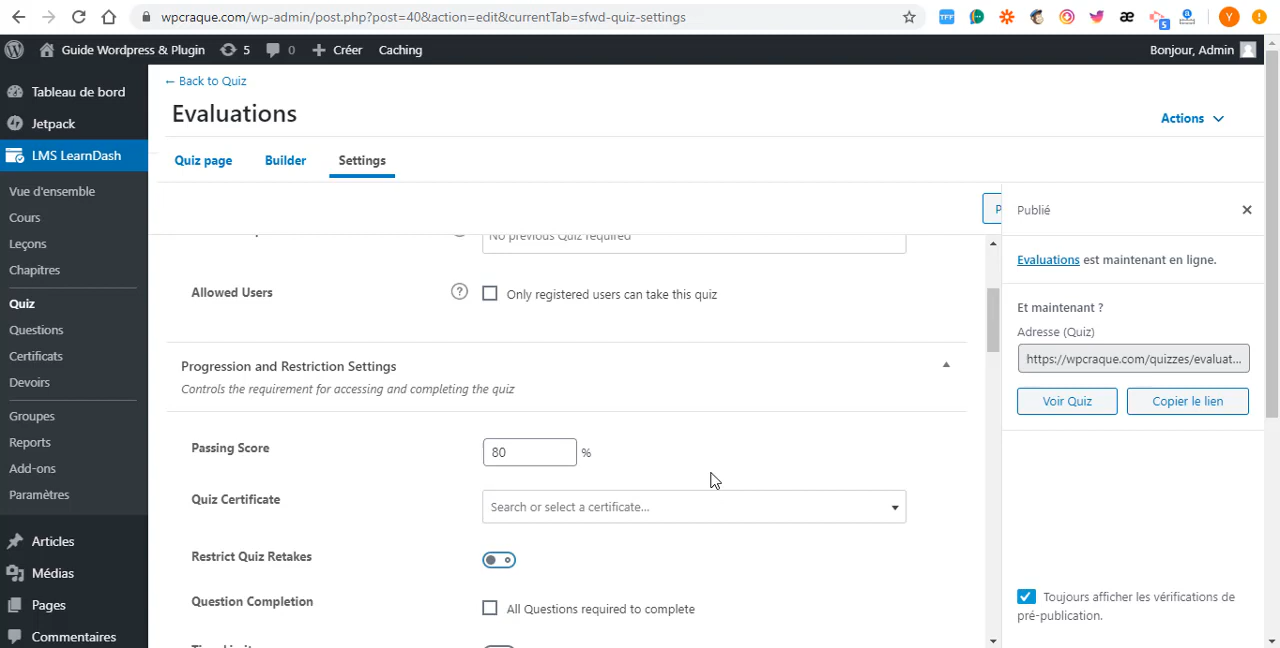 wpcraque.com/wp-admin/post.php?post=40&action=edit&currentTab=sfwd-quiz-settings
TFF
æ
5
Y
Guide Wordpress & Plugin
5
0
Créer
Caching
Bonjour, Admin
Tableau de bord
Jetpack
LMS LearnDash
Vue d'ensemble
Cours
Leçons
Chapitres
Quiz
Questions
Certificats
Devoirs
Groupes
Reports
Add-ons
Paramètres
Articles
Médias
Pages
Commentaires
← Back to Quiz
Evaluations
Actions
Quiz page
Builder
Settings
P
No previous Quiz required
Allowed Users
?
Only registered users can take this quiz
Progression and Restriction Settings
Controls the requirement for accessing and completing the quiz
Passing Score
80 %
Quiz Certificate
Search or select a certificate...
Restrict Quiz Retakes
Question Completion
All Questions required to complete
Publié
Evaluations est maintenant en ligne.
Et maintenant ?
Adresse (Quiz)
https://wpcraque.com/quizzes/evaluat...
Voir Quiz
Copier le lien
Toujours afficher les vérifications de
pré-publication.